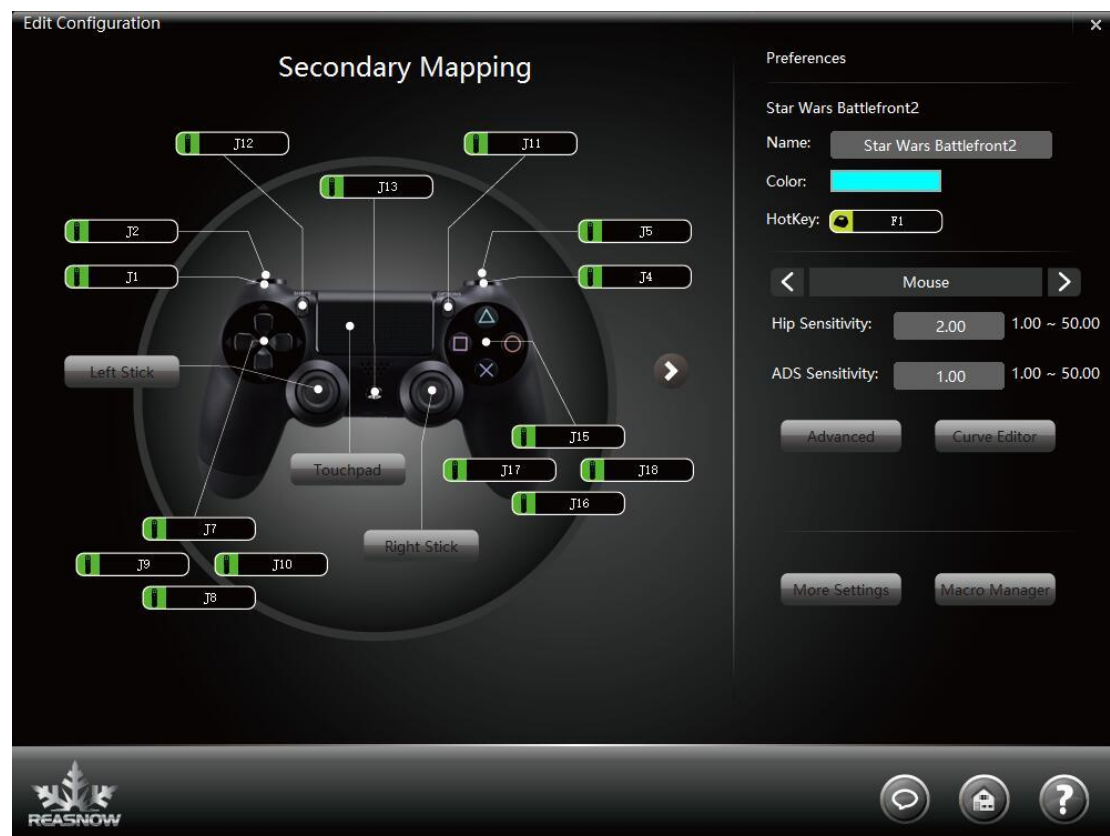 Edit Configuration
Secondary Mapping
J12
J11
J13
J2
J5
J1
J4
Left Stick
J15
Touchpad
J17
J18
J16
J7
Right Stick
J9
J10
J8
Preferences
Star Wars Battlefront2
Name: Star Wars Battlefront2
Color:
HotKey: F1
Mouse
Hip Sensitivity: 2.00 1.00 ~ 50.00
ADS Sensitivity: 1.00 1.00 ~ 50.00
Advanced Curve Editor
More Settings Macro Manager
REASNOW
?